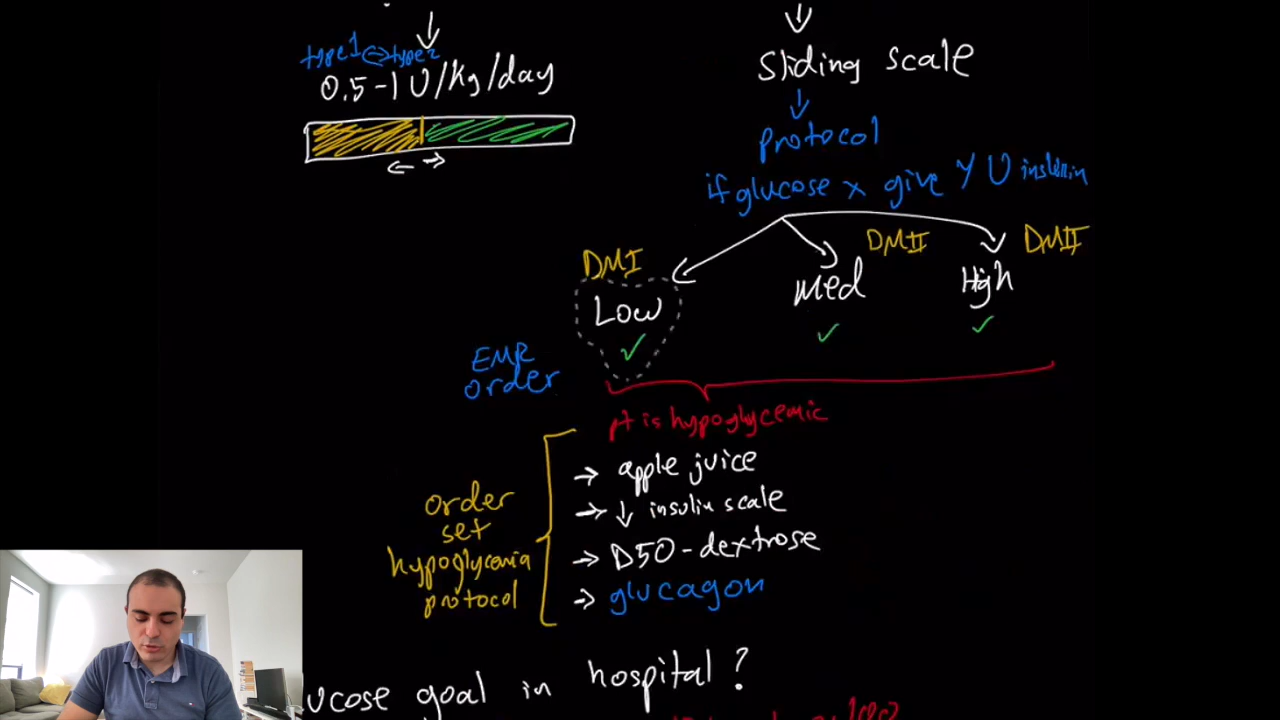 type1 ↔ type2
0.5-1 U/kg/day
Sliding scale
protocol
if glucose x give y U insulin
DMI
Low
DMII
Med
DMII
High
EMR
order
pt is hypoglycemic
→ apple juice
→ ↓ insulin scale
→ D50-dextrose
→ glucagon
order
set
hypoglycemia
protocol
ucose goal in hospital?